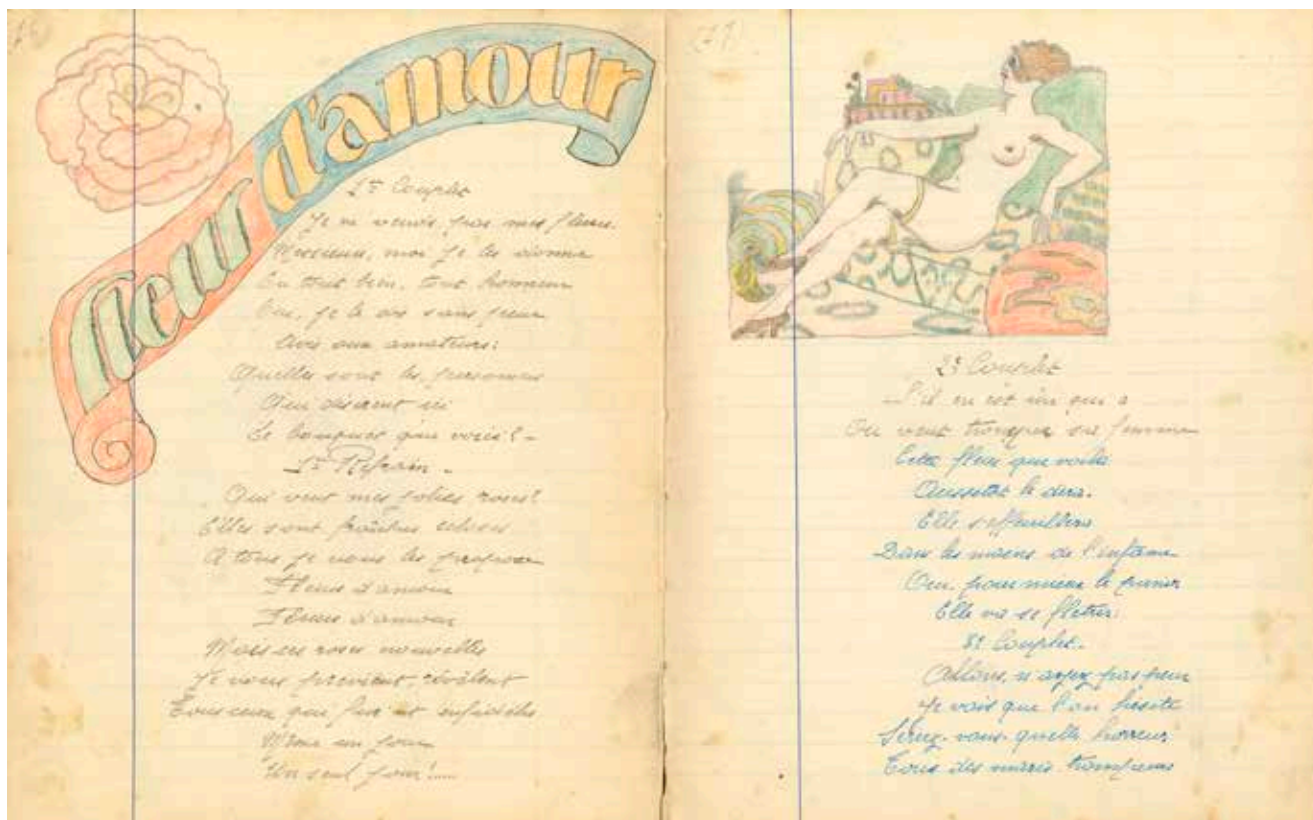 fleur d'amour
1er Couplet
Je ne vends pas mes fleurs
Messieurs, moi je les donne
En tout bien, tout honneur
Oui, je le dis sans peur
Avis aux amateurs:
Quelles sont les personnes
Qui désirent ici
Le bouquet que voici? -
1er Refrain -
Qui veut mes jolies roses?
Elles sont fraîches écloses
A tous je vous les propose
Fleurs d'amour
Fleurs d'amour
Mais ces roses nouvelles
Je vous previent, révèlent
Tous ceux qui fur'nt infidèles
Même un jour
Un seul jour!.....
71
2e Couplet
S'il en est un qui a
Ou veut tromper sa femme
Cette fleur que voilà
Aussitôt le dira.
Elle s'effeuillera
Dans les mains de l'infâme
Ou, pour mieux le punir
Elle va se flétrir.
3e Couplet.
Allons, n'ayez pas peur
Je vois que l'on hésite
Seriez-vous quelle horreur
Tous des maris trompeurs